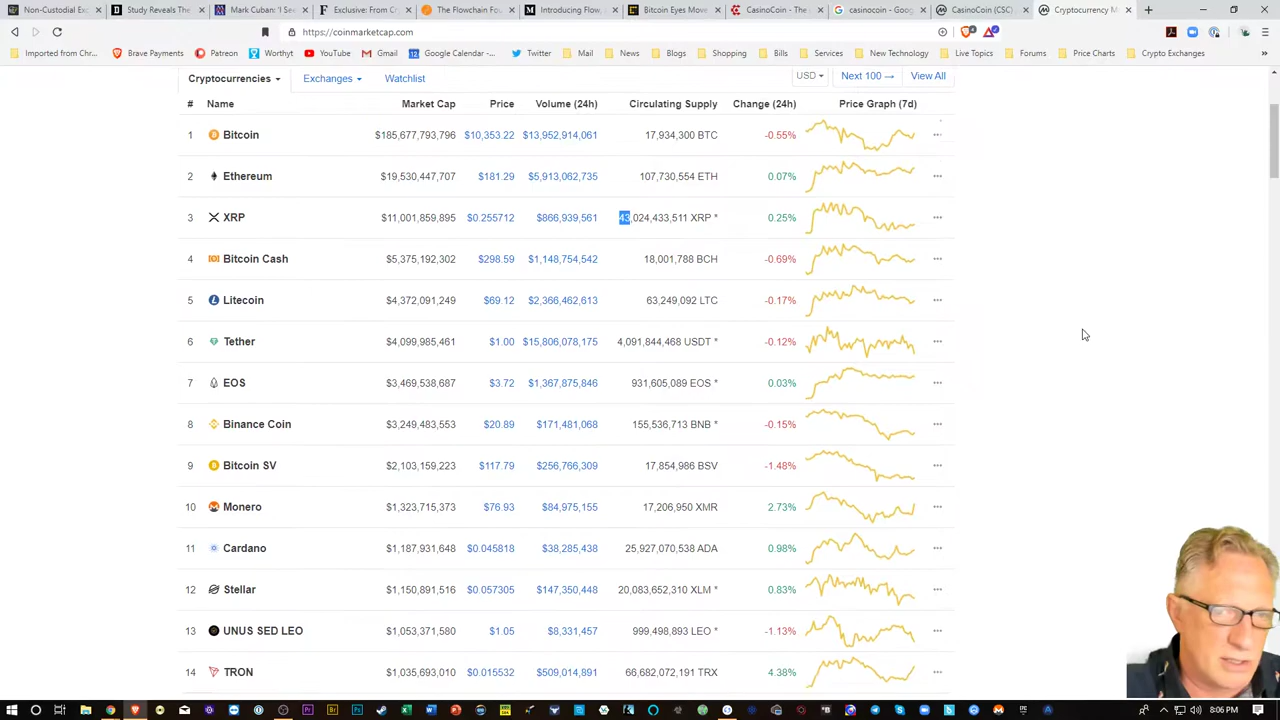 Non-Custodial Exc
Study Reveals The
Mark Cuban: 'I See
Exclusive: From Cr
The Flowchain Fou
Introducing Flow,
Bitcoin Eyes Move
CasinoCoin - The
casinocoin - Goog
CasinoCoin (CSC)
Cryptocurrency M
https://coinmarketcap.com
Imported from Chro...
Brave Payments
Patreon
Worthy
YouTube
Gmail
Google Calendar -...
Twitter
Mail
News
Blogs
Shopping
Bills
Services
New Technology
Live Topics
Forums
Price Charts
Crypto Exchanges
Cryptocurrencies Exchanges Watchlist USD Next 100 → View All
# Name Market Cap Price Volume (24h) Circulating Supply Change (24h) Price Graph (7d)
1 Bitcoin $185,677,793,796 $10,353.22 $13,952,914,061 17,934,300 BTC -0.55%
2 Ethereum $19,530,447,707 $181.29 $5,913,062,735 107,730,554 ETH 0.07%
3 XRP $11,001,859,895 $0.255712 $866,939,561 43,024,433,511 XRP * 0.25%
4 Bitcoin Cash $5,375,192,302 $298.59 $1,148,754,542 18,001,788 BCH -0.69%
5 Litecoin $4,372,091,249 $69.12 $2,366,462,613 63,249,092 LTC -0.17%
6 Tether $4,099,985,461 $1.00 $15,806,078,175 4,091,844,468 USDT * -0.12%
7 EOS $3,469,538,687 $3.72 $1,367,875,846 931,605,089 EOS * 0.03%
8 Binance Coin $3,249,483,553 $20.89 $171,481,068 155,536,713 BNB * -0.15%
9 Bitcoin SV $2,103,159,223 $117.79 $256,766,309 17,854,986 BSV -1.48%
10 Monero $1,323,715,373 $76.93 $84,975,155 17,206,950 XMR 2.73%
11 Cardano $1,187,931,648 $0.045818 $38,285,438 25,927,070,538 ADA 0.98%
12 Stellar $1,150,891,516 $0.057305 $147,350,448 20,083,652,310 XLM * 0.83%
13 UNUS SED LEO $1,053,371,580 $1.05 $8,331,457 999,498,893 LEO * -1.13%
14 TRON $1,035,693,010 $0.015532 $509,014,891 66,682,072,191 TRX 4.38%
8:06 PM